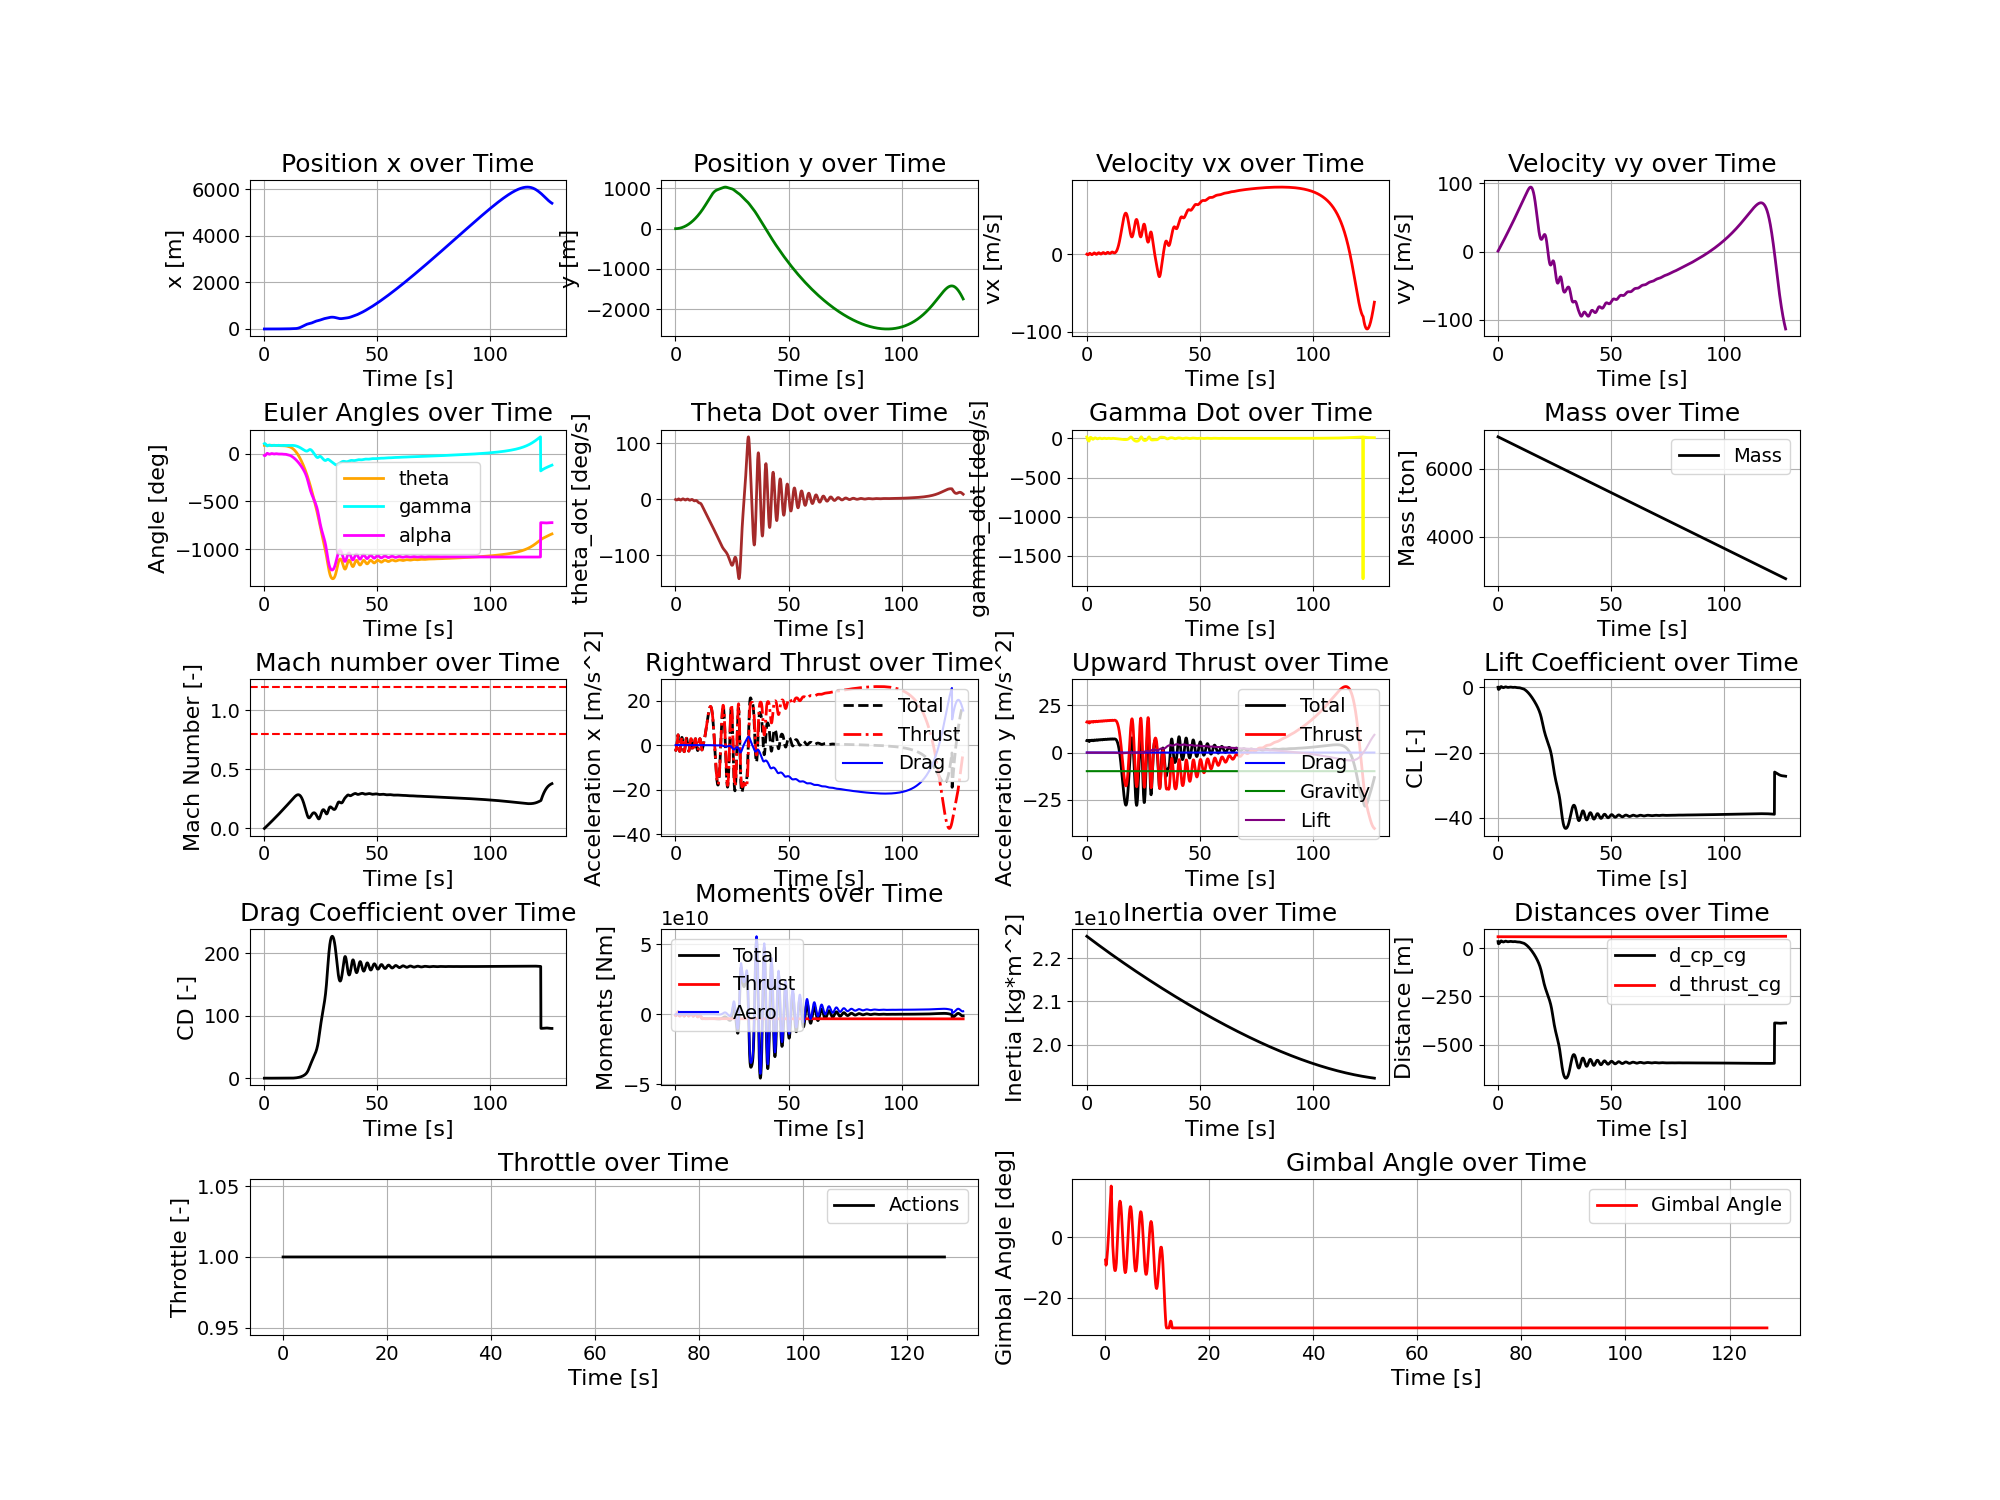 Position x over Time
x [m]
6000
4000
2000
0
0 50 100
Time [s]
Position y over Time
y [m]
1000
0
−1000
−2000
0 50 100
Time [s]
Velocity vx over Time
vx [m/s]
0
−100
0 50 100
Time [s]
Velocity vy over Time
vy [m/s]
100
0
−100
0 50 100
Time [s]
Euler Angles over Time
Angle [deg]
0
−500
−1000
theta
gamma
alpha
0 50 100
Time [s]
Theta Dot over Time
theta_dot [deg/s]
100
0
−100
0 50 100
Time [s]
Gamma Dot over Time
gamma_dot [deg/s]
0
−500
−1000
−1500
0 50 100
Time [s]
Mass over Time
Mass [ton]
6000
4000
Mass
0 50 100
Time [s]
Mach number over Time
Mach Number [-]
1.0
0.5
0.0
0 50 100
Time [s]
Rightward Thrust over Time
Acceleration x [m/s^2]
20
0
−20
−40
Total
Thrust
Drag
0 50 100
Time [s]
Upward Thrust over Time
Acceleration y [m/s^2]
25
0
−25
Total
Thrust
Drag
Gravity
Lift
0 50 100
Time [s]
Lift Coefficient over Time
CL [-]
0
−20
−40
0 50 100
Time [s]
Drag Coefficient over Time
CD [-]
200
100
0
0 50 100
Time [s]
Moments over Time
1e10
Moments [Nm]
5
0
−5
Total
Thrust
Aero
0 50 100
Time [s]
Inertia over Time
1e10
Inertia [kg*m^2]
2.2
2.1
2.0
0 50 100
Time [s]
Distances over Time
Distance [m]
0
−250
−500
d_cp_cg
d_thrust_cg
0 50 100
Time [s]
Throttle over Time
Throttle [-]
1.05
1.00
0.95
Actions
0 20 40 60 80 100 120
Time [s]
Gimbal Angle over Time
Gimbal Angle [deg]
0
−20
Gimbal Angle
0 20 40 60 80 100 120
Time [s]